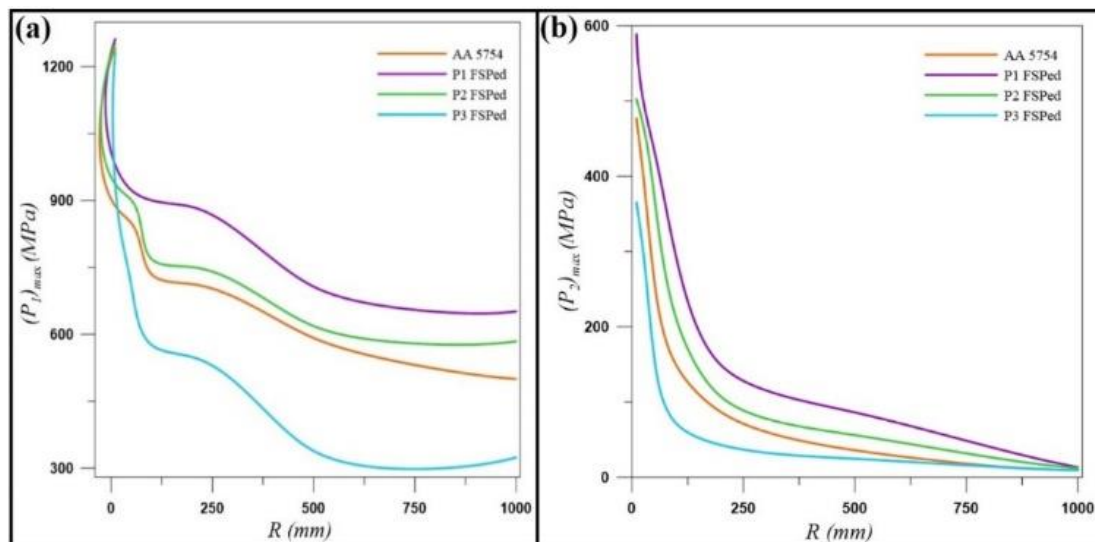 (a)
(P1)max (MPa)
1200
900
600
300
AA 5754
P1 FSPed
P2 FSPed
P3 FSPed
0 250 500 750 1000
R (mm)
(b)
(P2)max (MPa)
600
400
200
0
AA 5754
P1 FSPed
P2 FSPed
P3 FSPed
0 250 500 750 1000
R (mm)